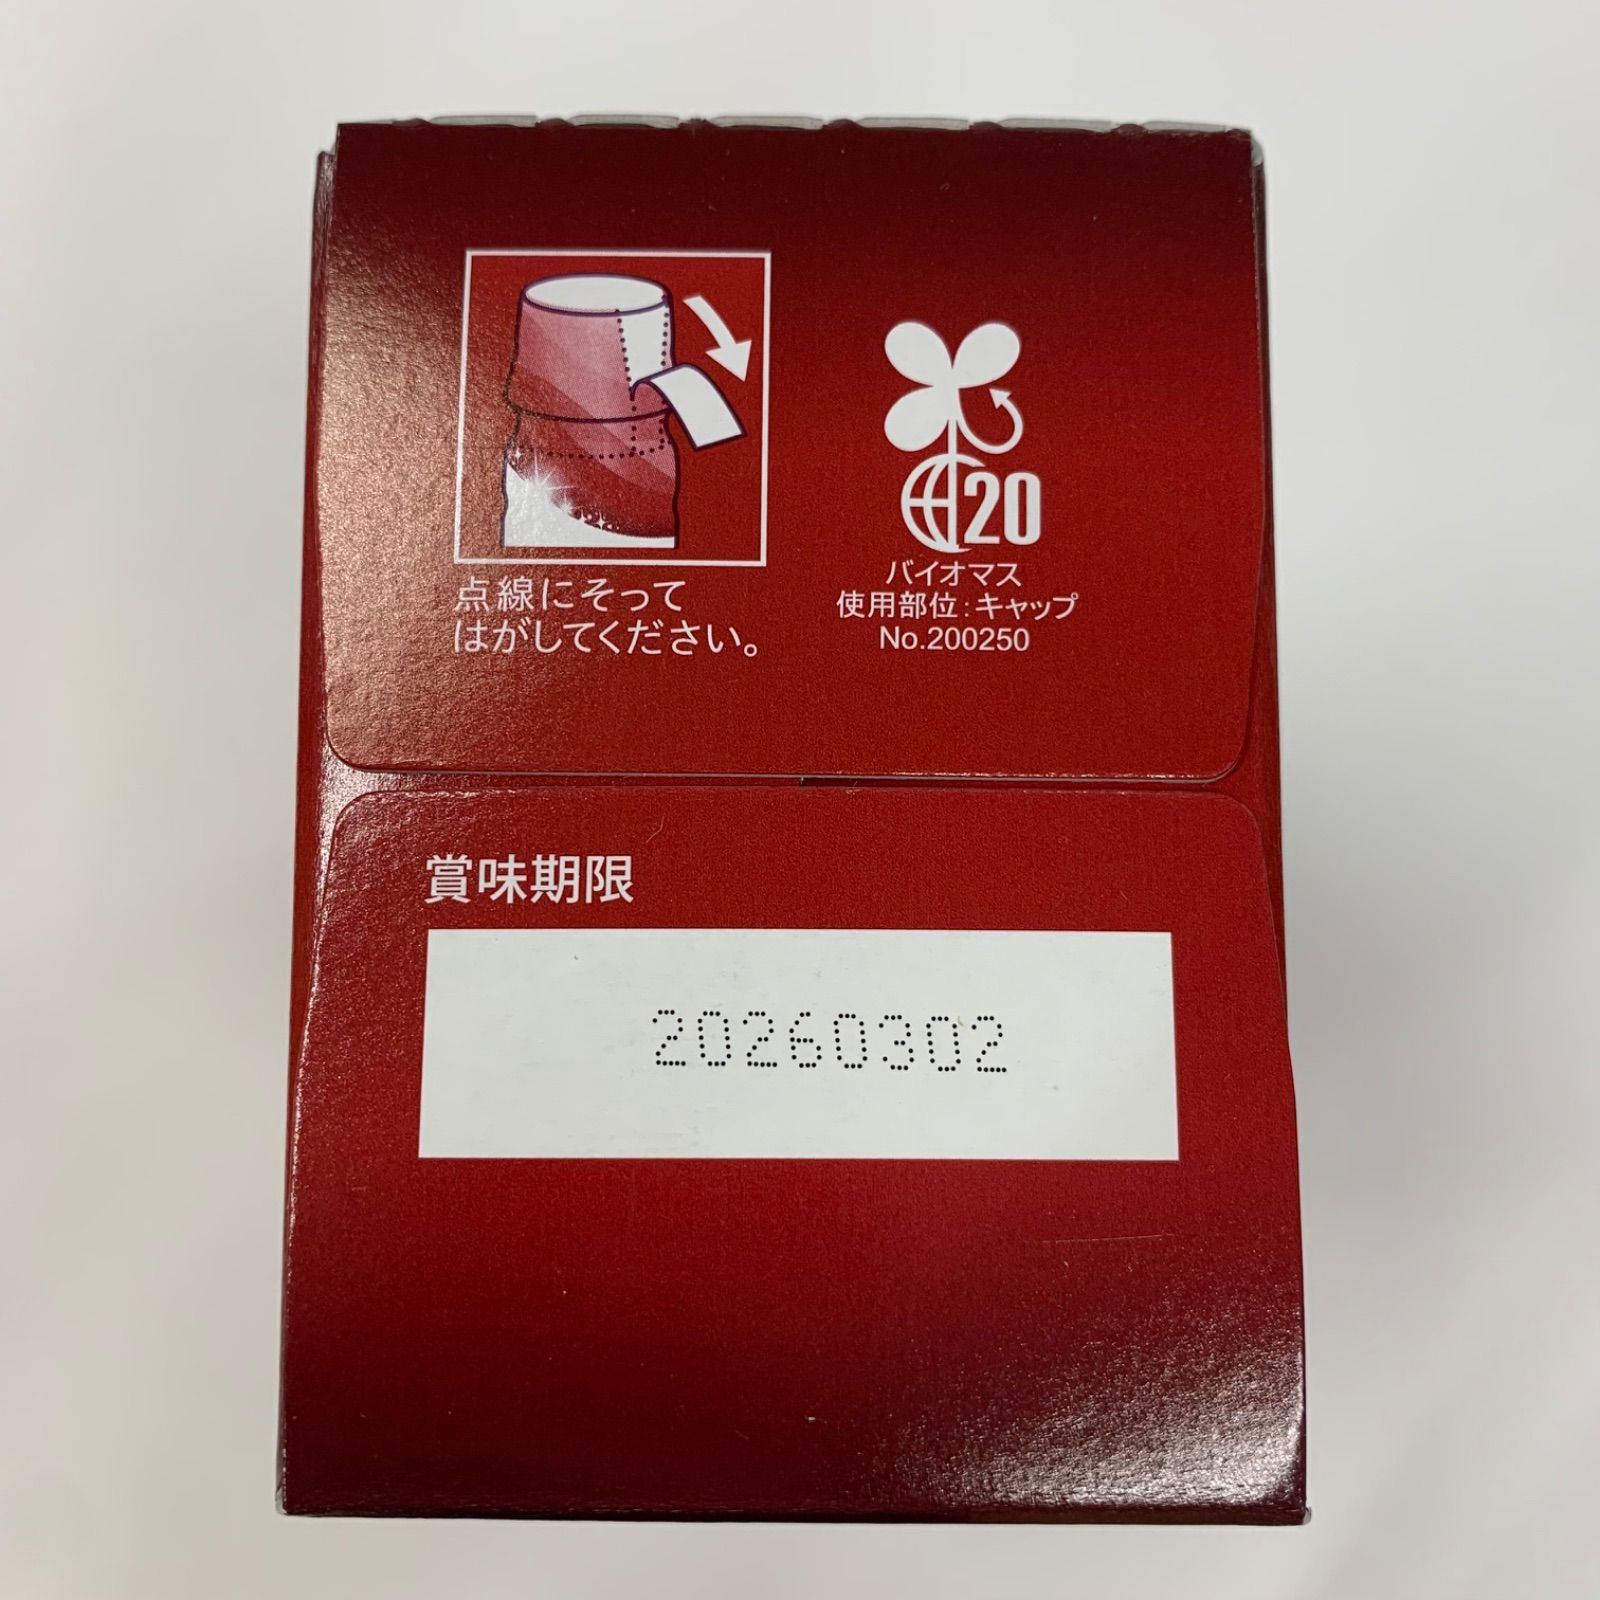 点線にそって
はがしてください。
20
バイオマス
使用部位:キャップ
No.200250
賞味期限
20260302